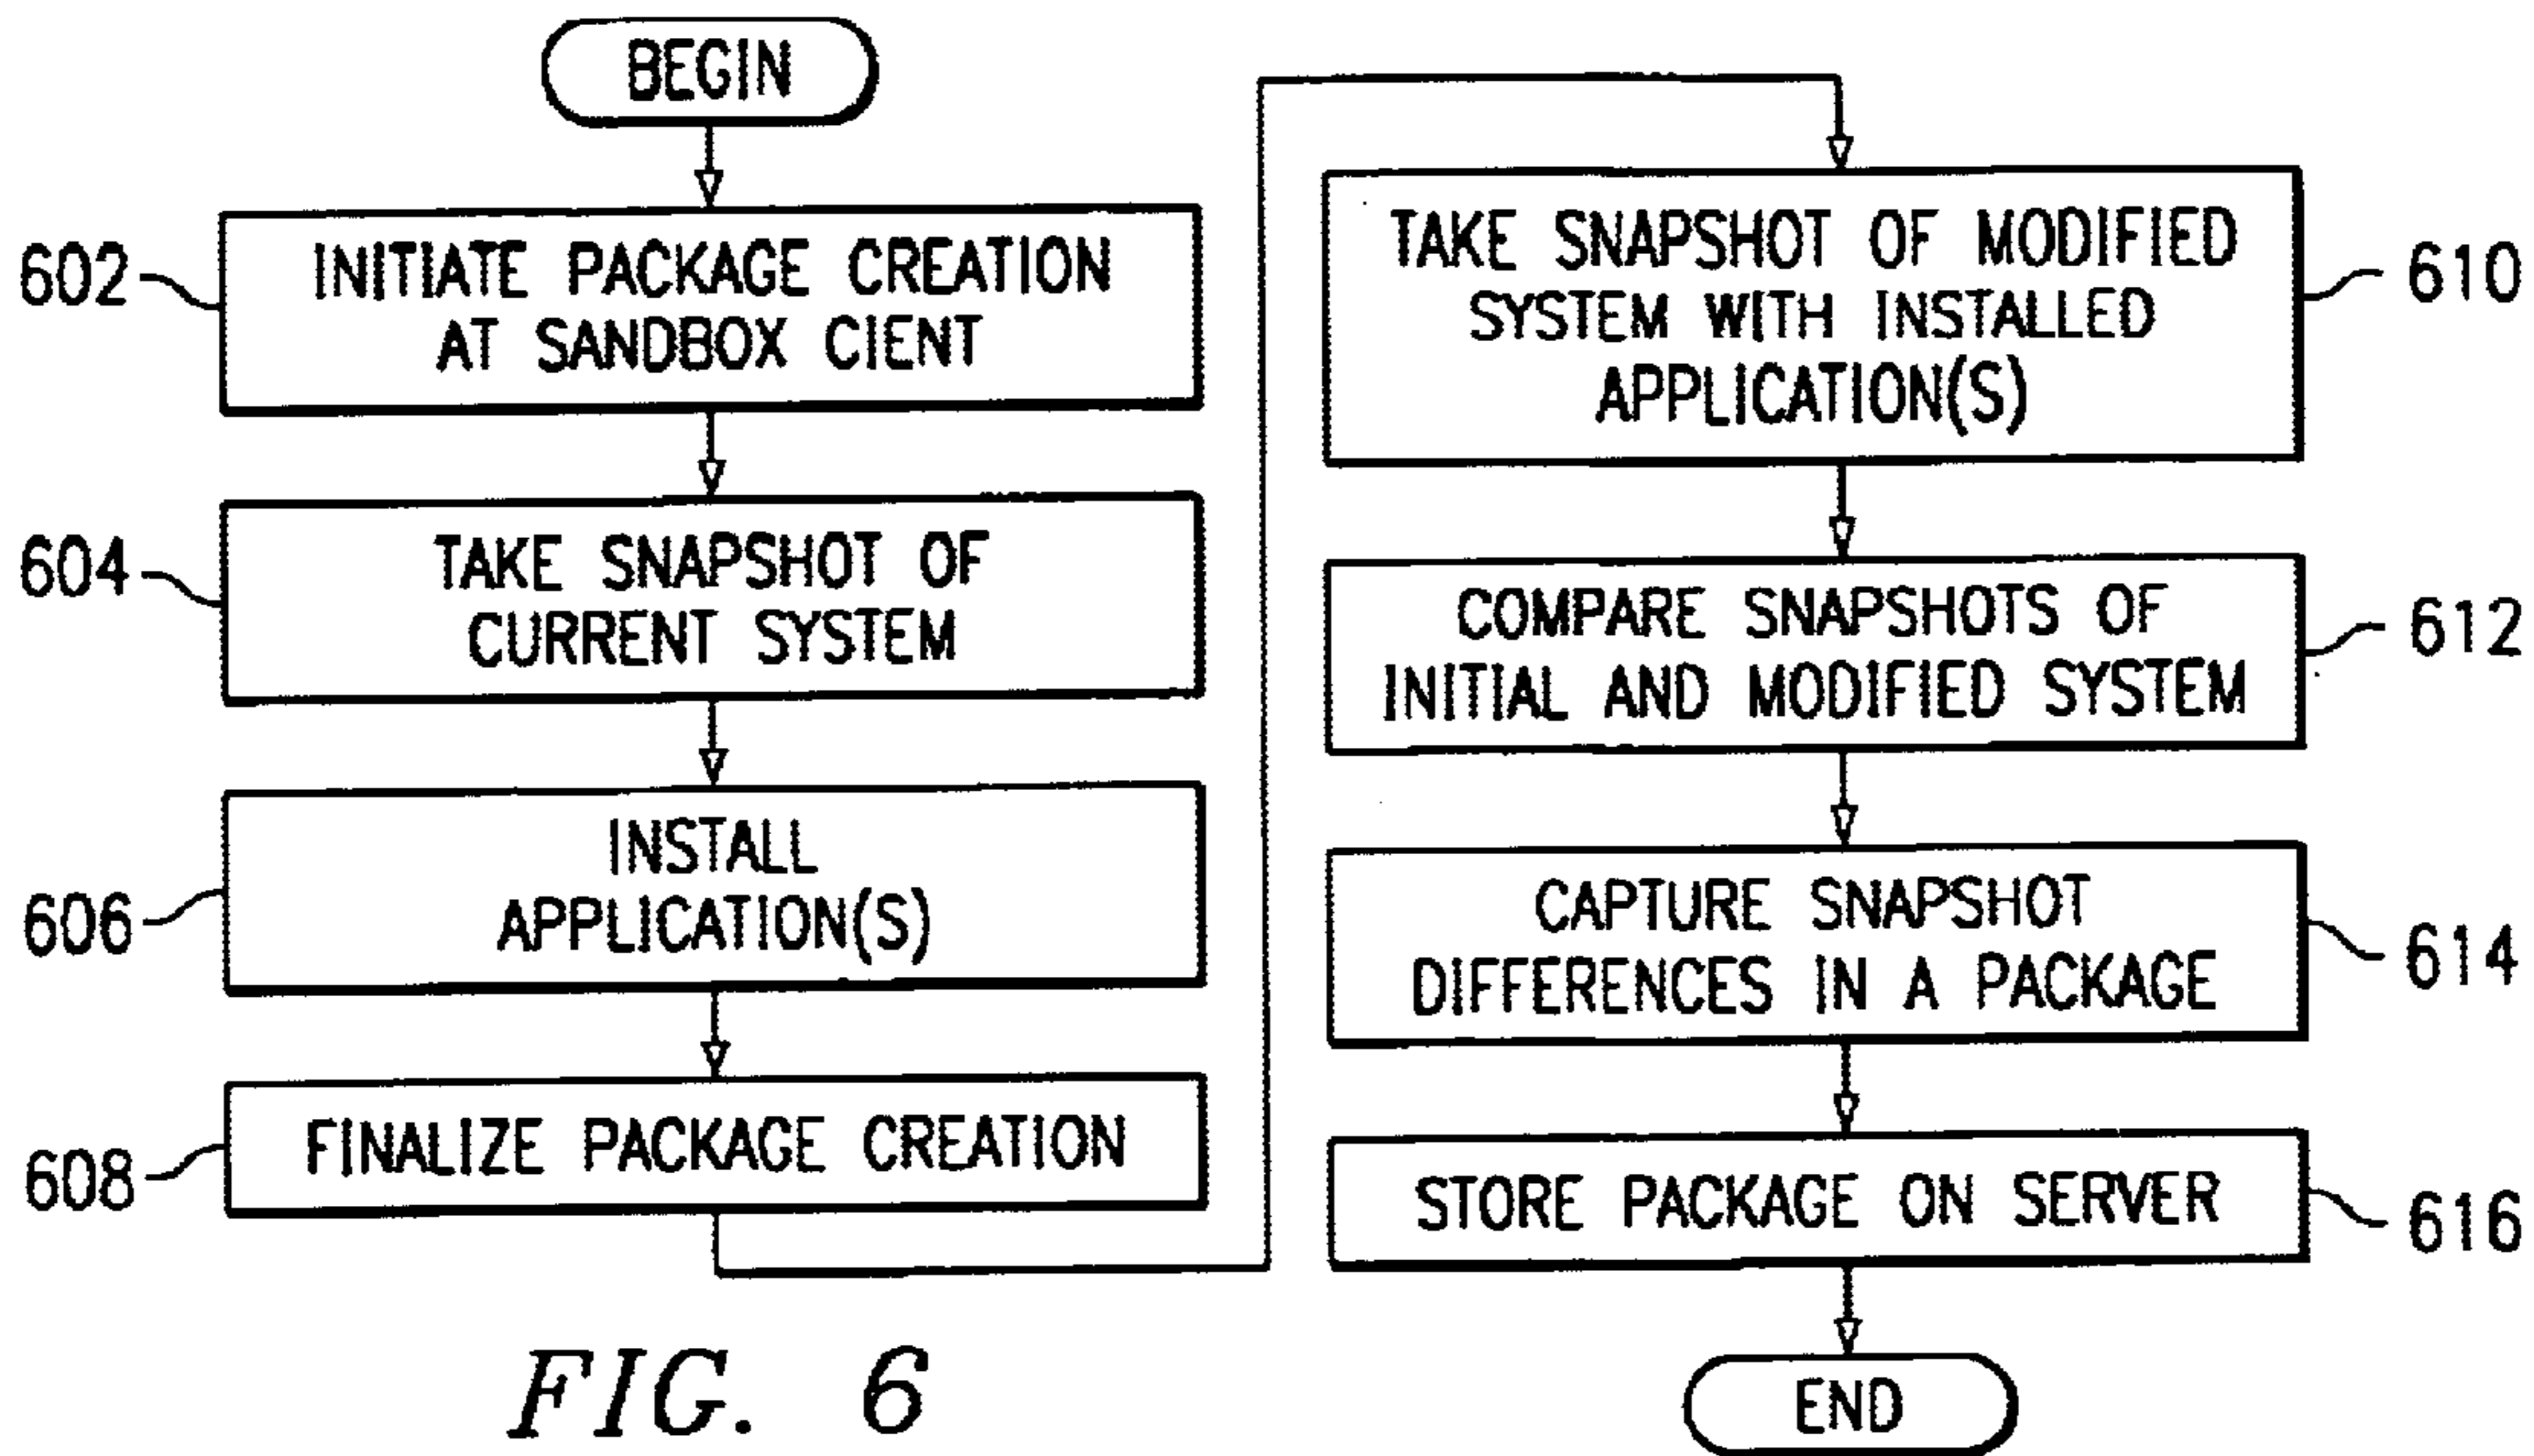 BEGIN
602
INITIATE PACKAGE CREATION
AT SANDBOX CIENT
604
TAKE SNAPSHOT OF
CURRENT SYSTEM
606
INSTALL
APPLICATION(S)
608
FINALIZE PACKAGE CREATION
610
TAKE SNAPSHOT OF MODIFIED
SYSTEM WITH INSTALLED
APPLICATION(S)
612
COMPARE SNAPSHOTS OF
INITIAL AND MODIFIED SYSTEM
614
CAPTURE SNAPSHOT
DIFFERENCES IN A PACKAGE
616
STORE PACKAGE ON SERVER
END
FIG. 6